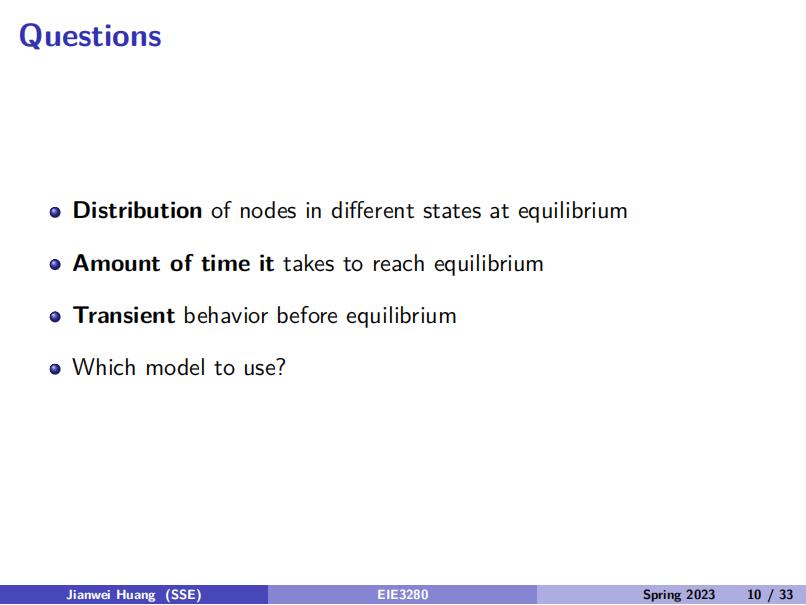 Questions
Distribution of nodes in different states at equilibrium
Amount of time it takes to reach equilibrium
Transient behavior before equilibrium
Which model to use?
Jianwei Huang (SSE) EIE3280 Spring 2023 10 / 33